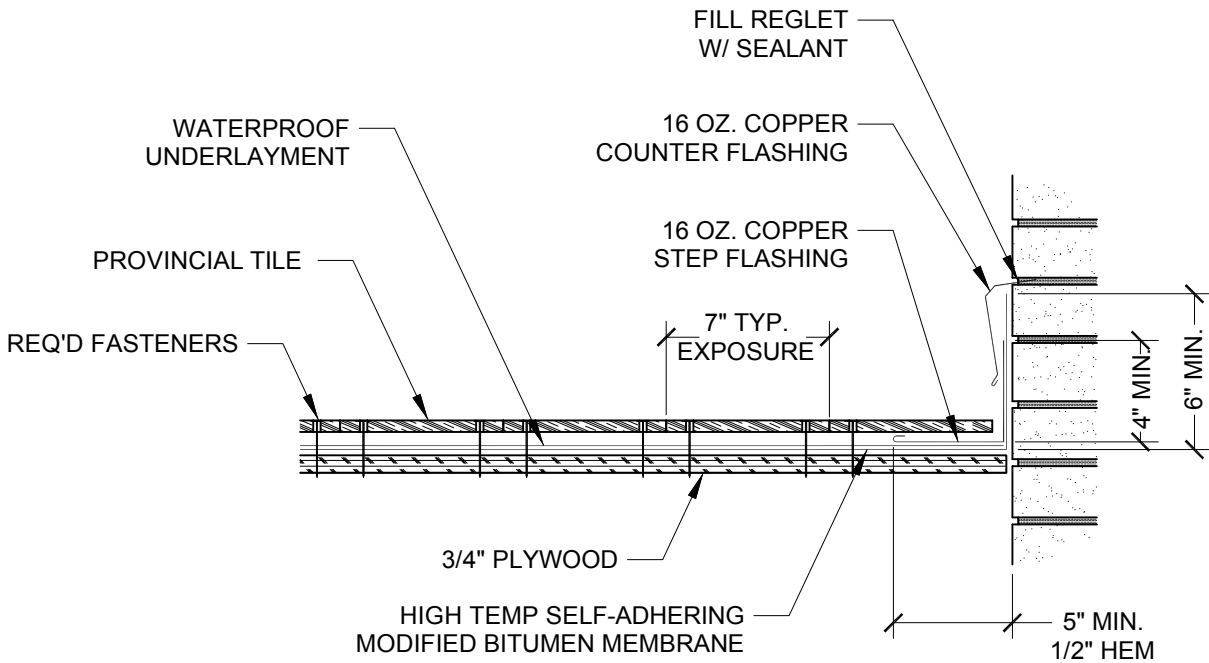 FILL REGLET
W/ SEALANT
WATERPROOF
UNDERLAYMENT
16 OZ. COPPER
COUNTER FLASHING
16 OZ. COPPER
STEP FLASHING
PROVINCIAL TILE
REQ'D FASTENERS
7" TYP.
EXPOSURE
4" MIN.
6" MIN.
3/4" PLYWOOD
HIGH TEMP SELF-ADHERING
MODIFIED BITUMEN MEMBRANE
5" MIN.
1/2" HEM